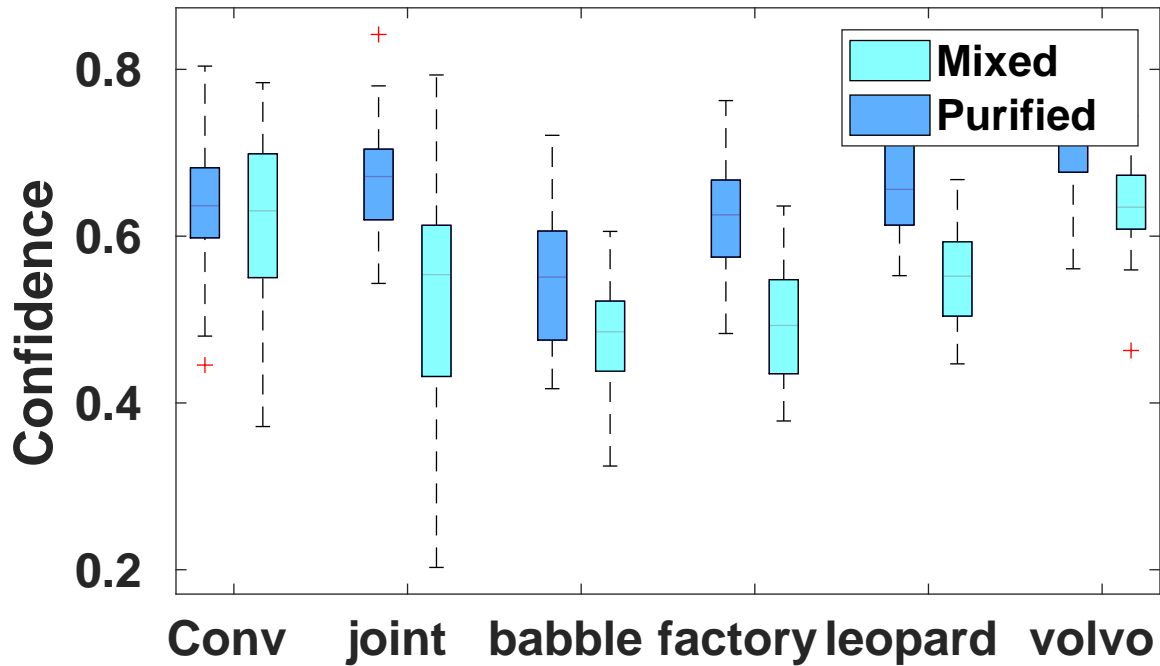 Mixed
Purified
Confidence
0.8
0.6
0.4
0.2
Conv joint babble factory leopard volvo